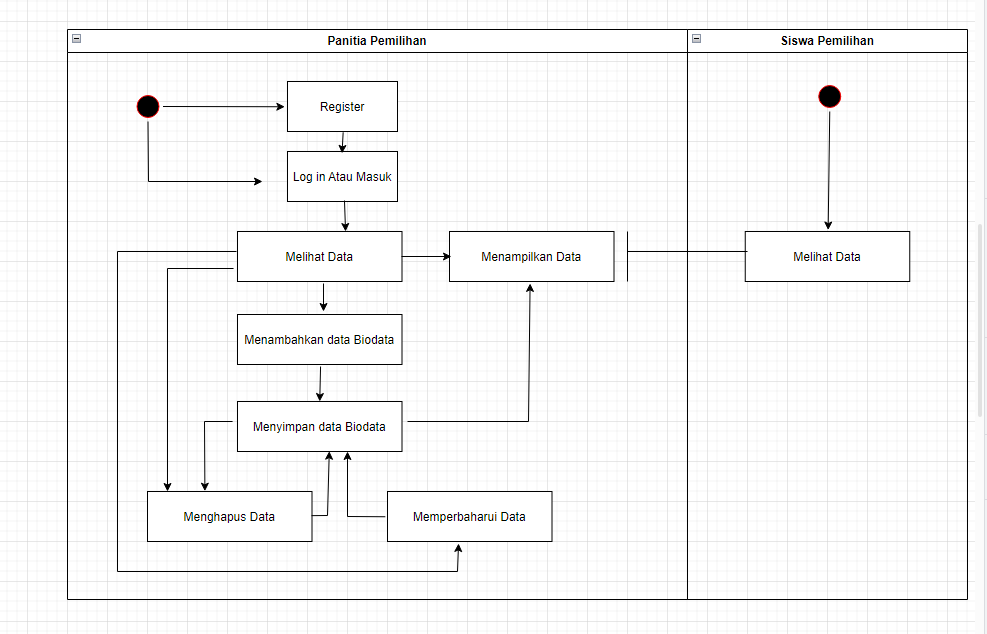 Panitia Pemilihan
Siswa Pemilihan
Register
Log in Atau Masuk
Melihat Data
Menampilkan Data
Melihat Data
Menambahkan data Biodata
Menyimpan data Biodata
Menghapus Data
Memperbaharui Data